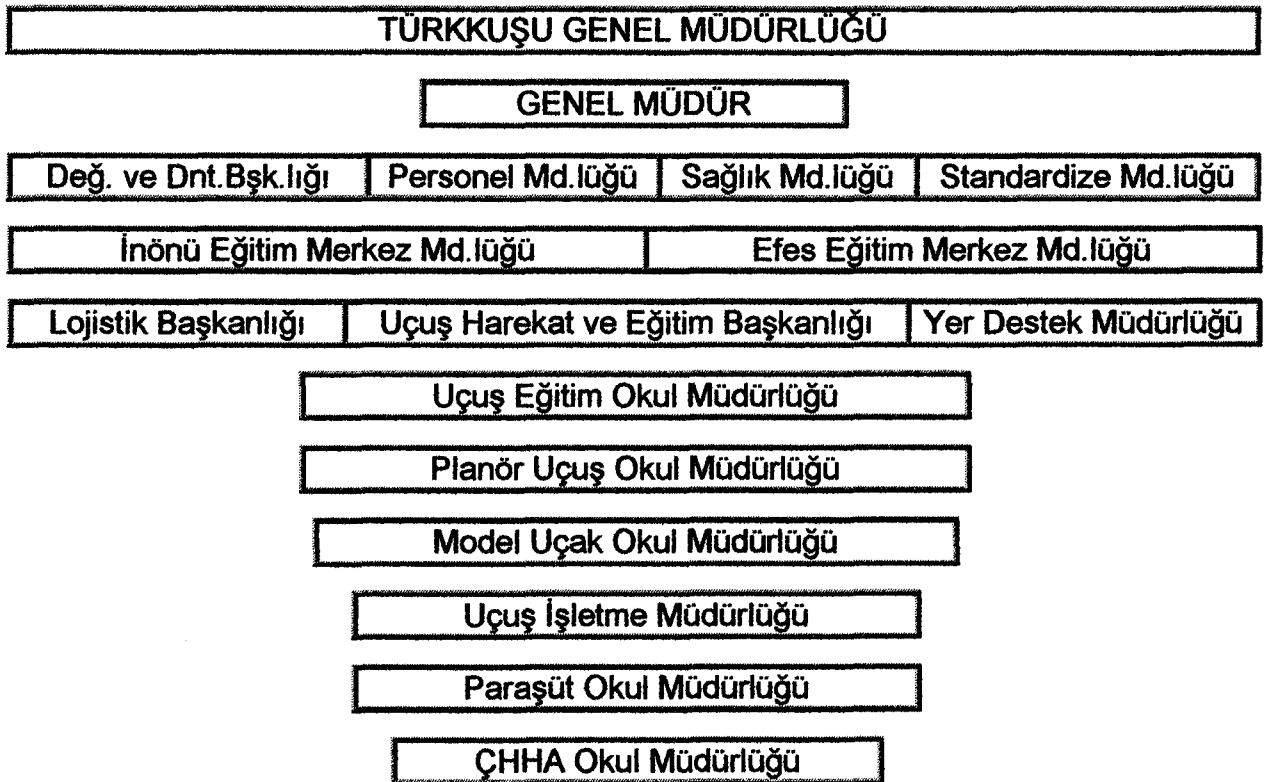 TÜRKKUŞU GENEL MÜDÜRLÜĞÜ
GENEL MÜDÜR
Değ. ve Dnt.Bşk.lığı Personel Md.lüğü Sağlık Md.lüğü Standardize Md.lüğü
İnönü Eğitim Merkez Md.lüğü Efes Eğitim Merkez Md.lüğü
Lojistik Başkanlığı Uçuş Harekat ve Eğitim Başkanlığı Yer Destek Müdürlüğü
Uçuş Eğitim Okul Müdürlüğü
Planör Uçuş Okul Müdürlüğü
Model Uçak Okul Müdürlüğü
Uçuş İşletme Müdürlüğü
Paraşüt Okul Müdürlüğü
ÇHHA Okul Müdürlüğü